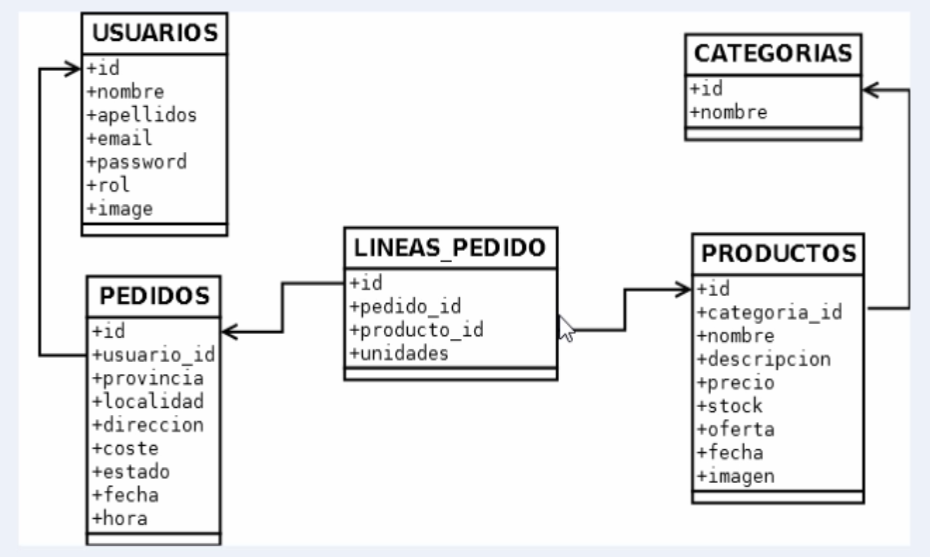 USUARIOS
+id
+nombre
+apellidos
+email
+password
+rol
+image
CATEGORIAS
+id
+nombre
LINEAS_PEDIDO
+id
+pedido_id
+producto_id
+unidades
PEDIDOS
+id
+usuario_id
+provincia
+localidad
+direccion
+coste
+estado
+fecha
+hora
PRODUCTOS
+id
+categoria_id
+nombre
+descripcion
+precio
+stock
+oferta
+fecha
+imagen